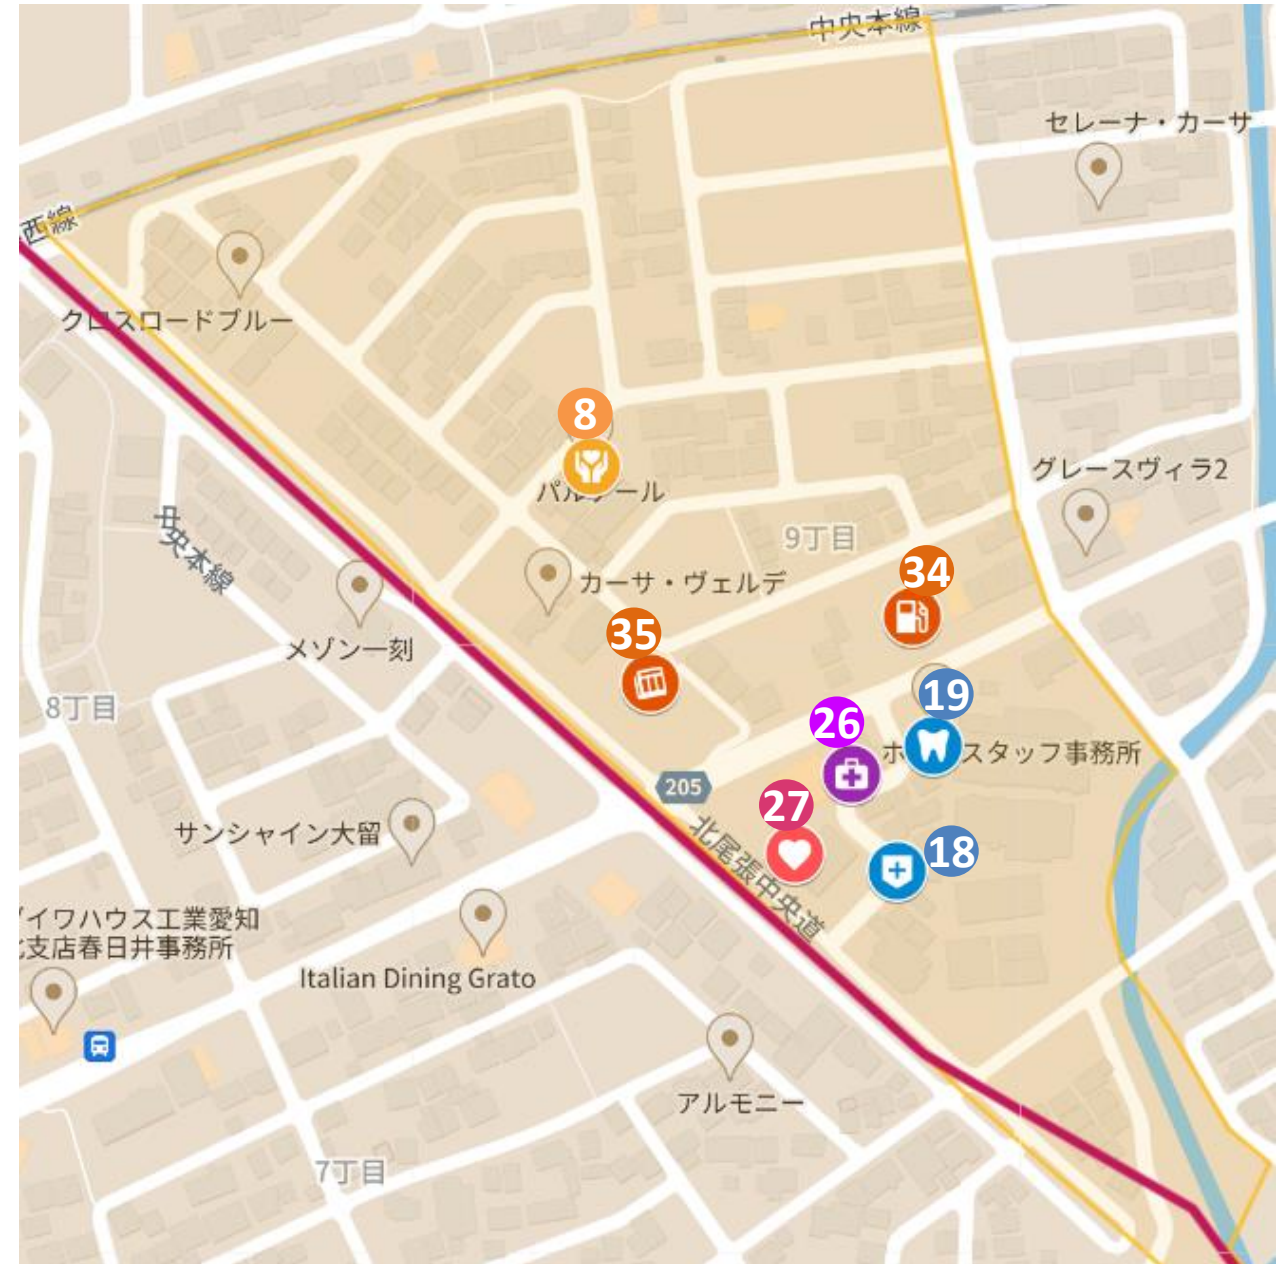 中央本線
セレーナ・カーサ
西線
クロスロードブルー
8
グレースヴィラ2
パル
ール
中央本線
9丁目
34
カーサ・ヴェルデ
35
メゾン一刻
19
8丁目
26
ホ
スタッフ事務所
205
27
サンシャイン大留
北尾張中央道
18
イワハウス工業愛知
支店春日井事務所
Italian Dining Grato
アルモニー
7丁目